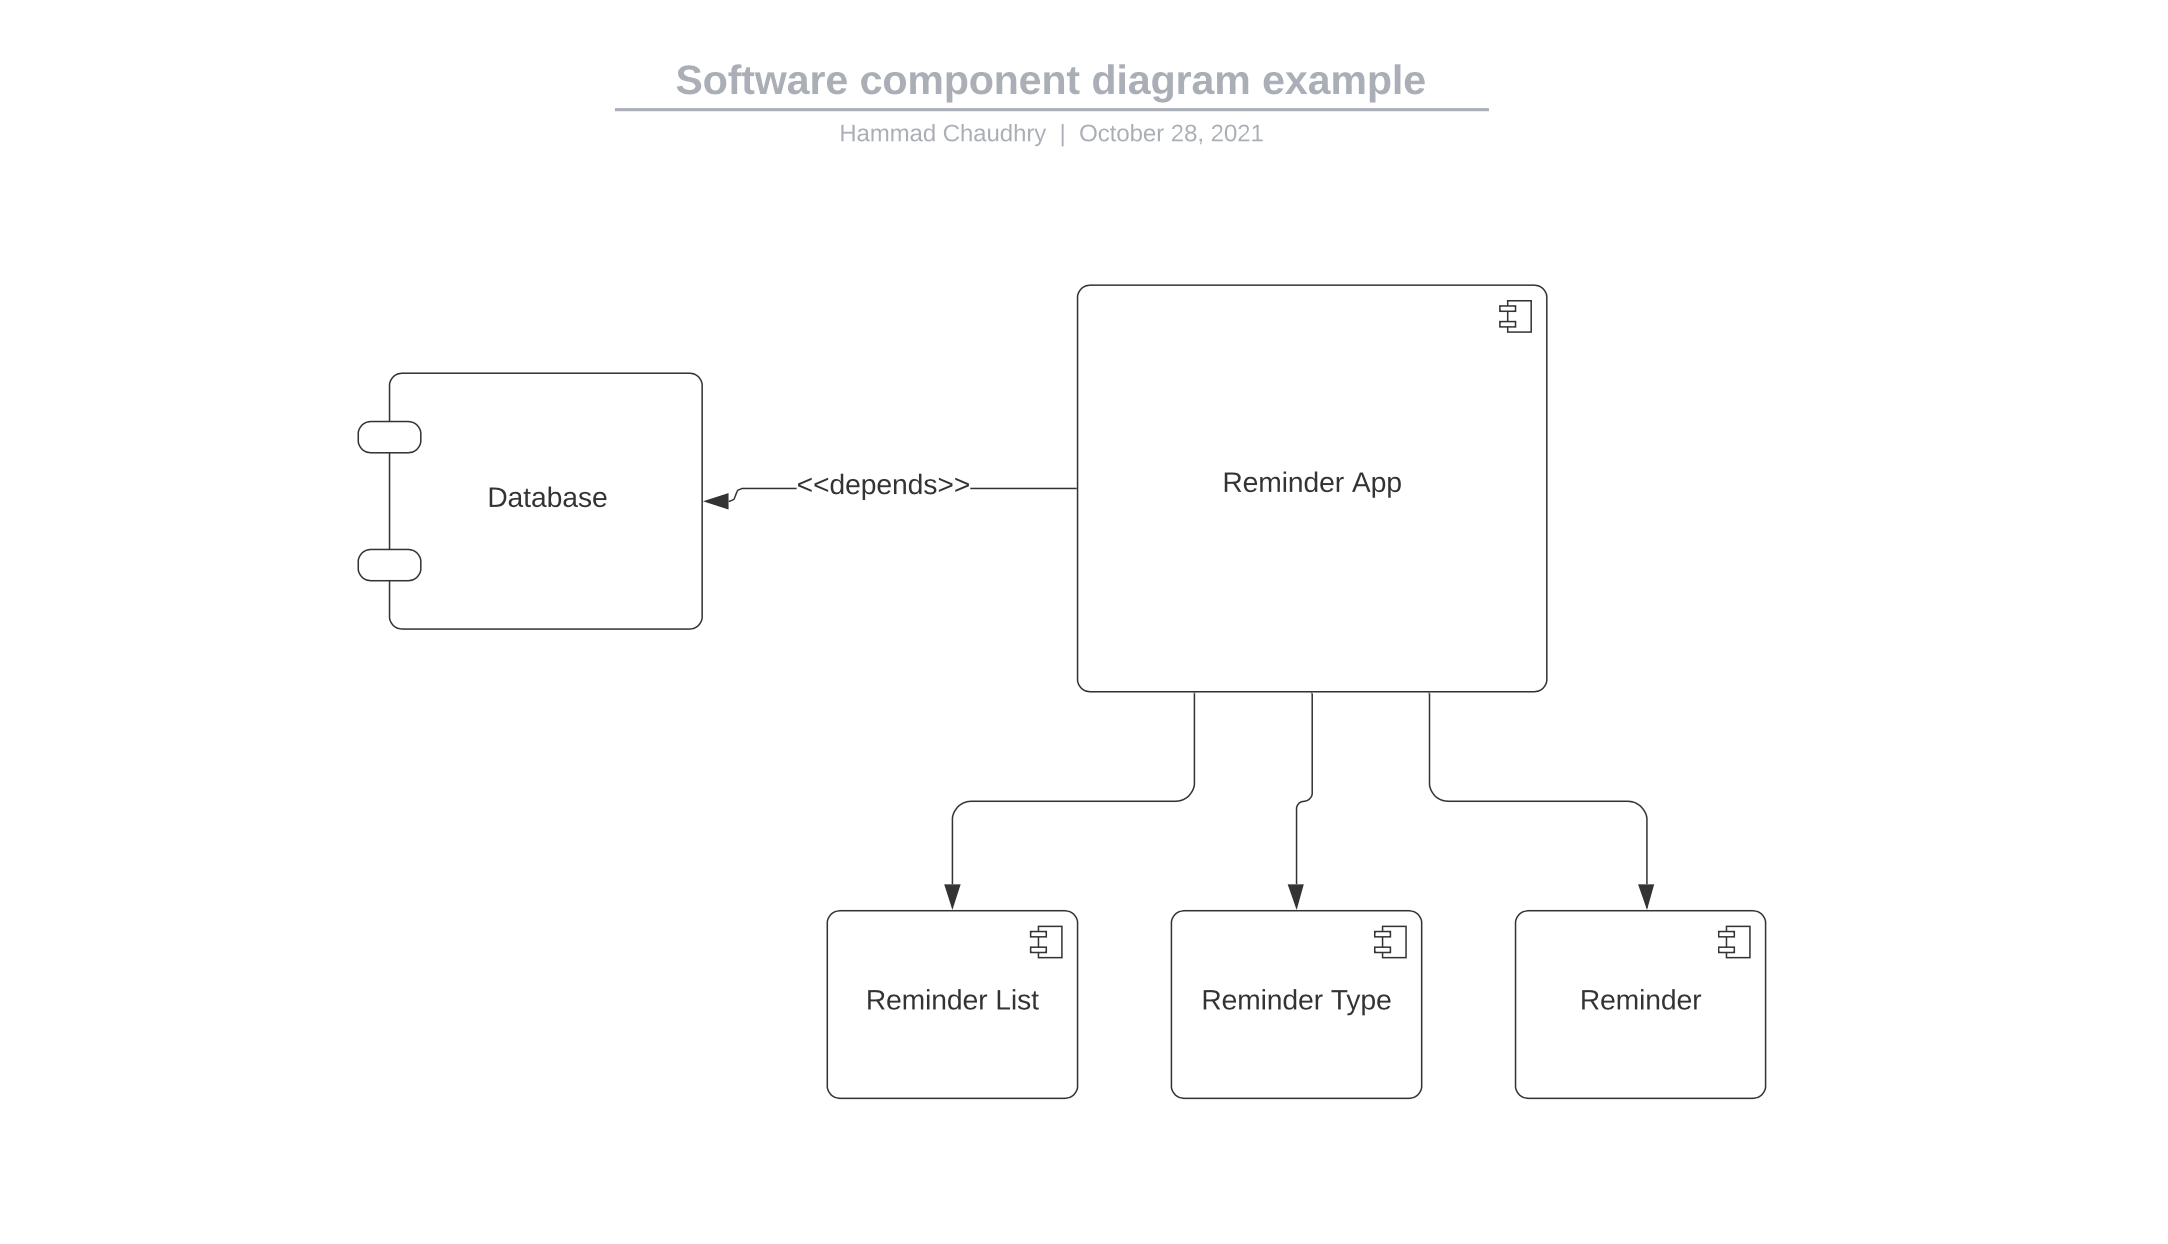 Software component diagram example
Hammad Chaudhry | October 28, 2021
Reminder App
<<depends>>
Database
Reminder List
Reminder Type
Reminder